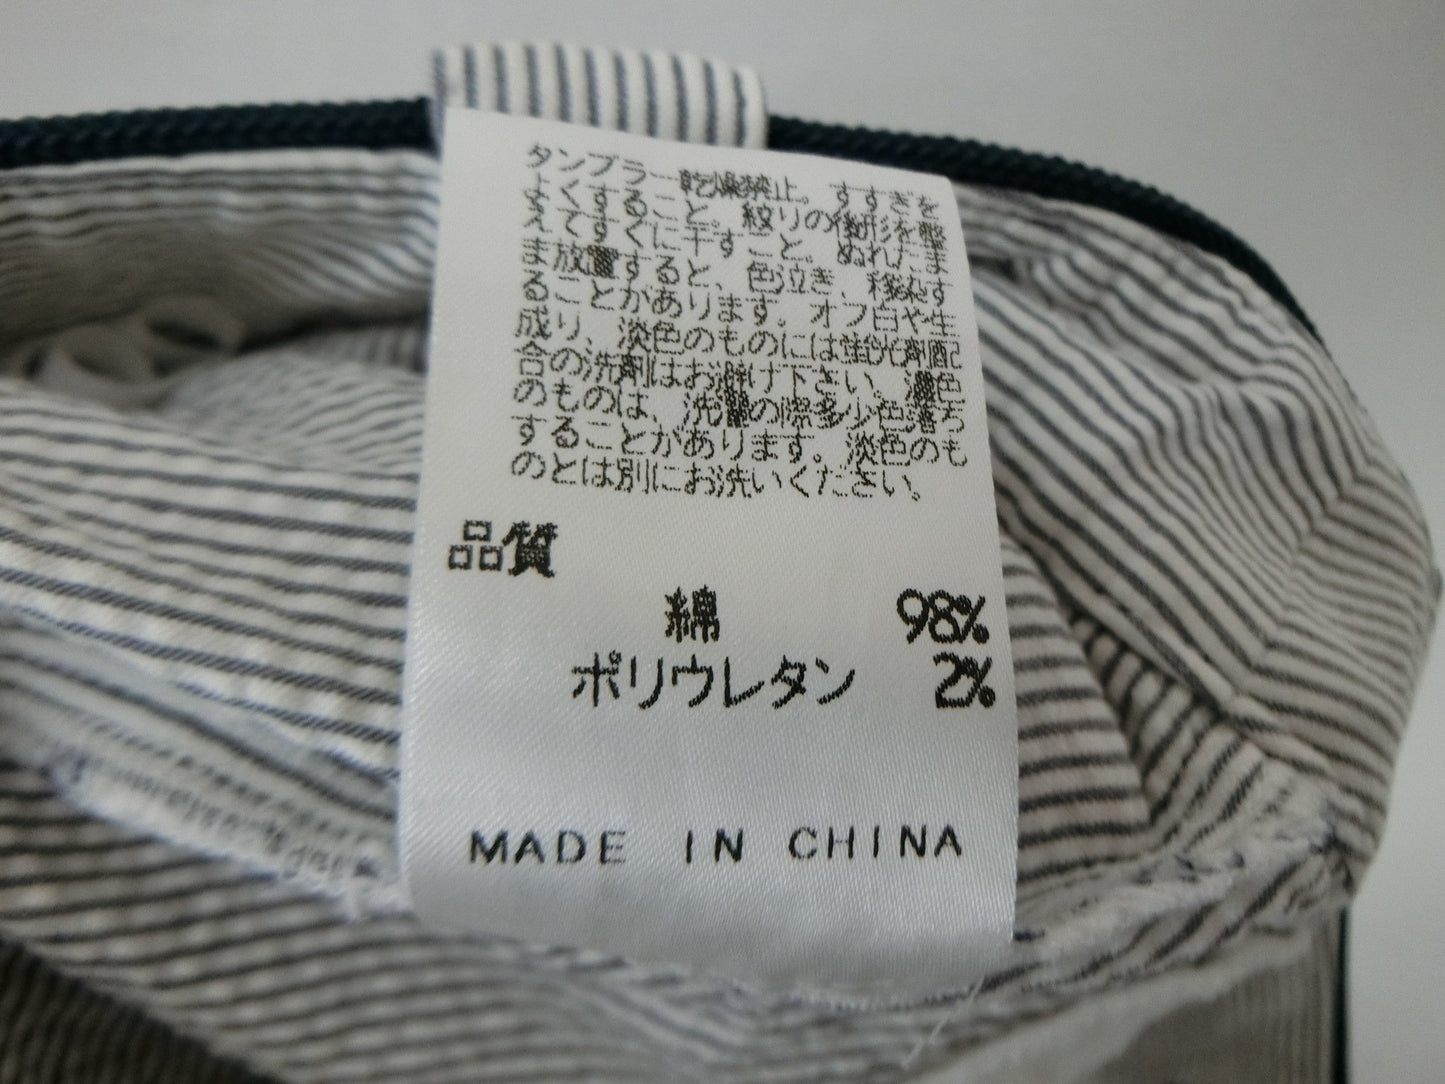 タンブラー乾燥禁止。すすぎを
よくすること。絞りの後形を整
えてすぐに干すこと。ぬれたま
ま放置すると、色泣き、移染す
ることがあります。オフ白や生
成り、淡色のものには蛍光剤配
合の洗剤はお避け下さい。濃色
のものは、洗濯の際多少色落ち
することがあります。淡色のも
のとは別にお洗いください。
品質
綿 98%
ポリウレタン 2%
MADE IN CHINA